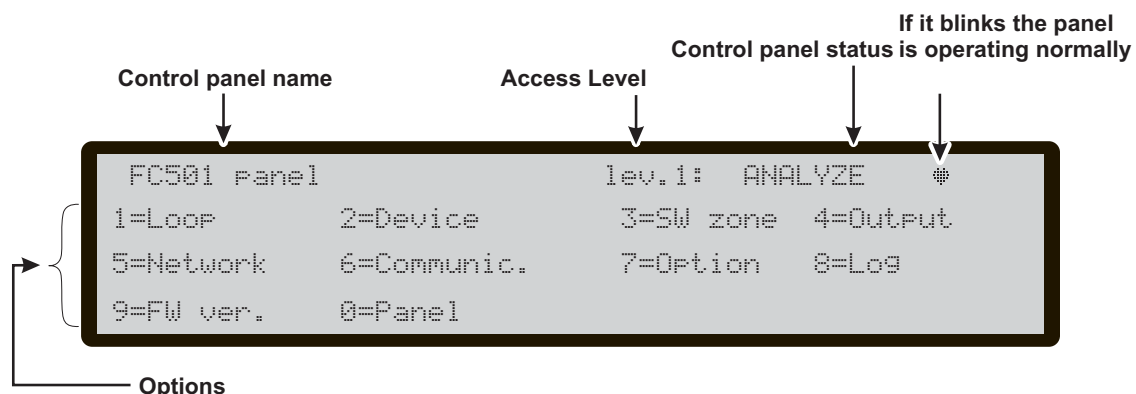 If it blinks the panel
Control panel status is operating normally
Control panel name Access Level
FC501 panel lev.1: ANALYZE
1=Loop 2=Device 3=SW zone 4=Output
5=Network 6=Communic. 7=Option 8=Log
9=FW ver. 0=Panel
Options